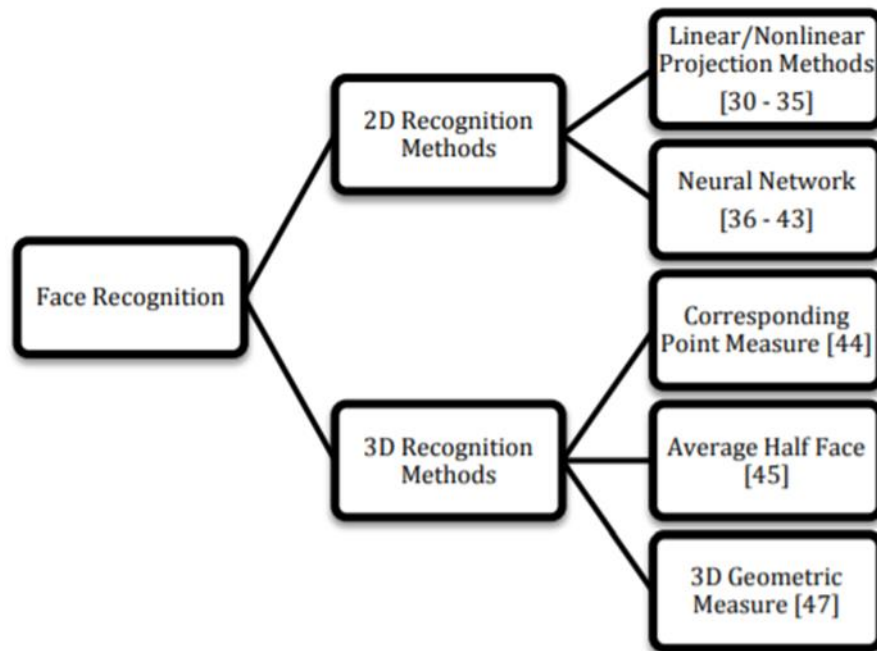 Face Recognition
2D Recognition
Methods
Linear/Nonlinear
Projection Methods
[30 - 35]
Neural Network
[36 - 43]
3D Recognition
Methods
Corresponding
Point Measure [44]
Average Half Face
[45]
3D Geometric
Measure [47]